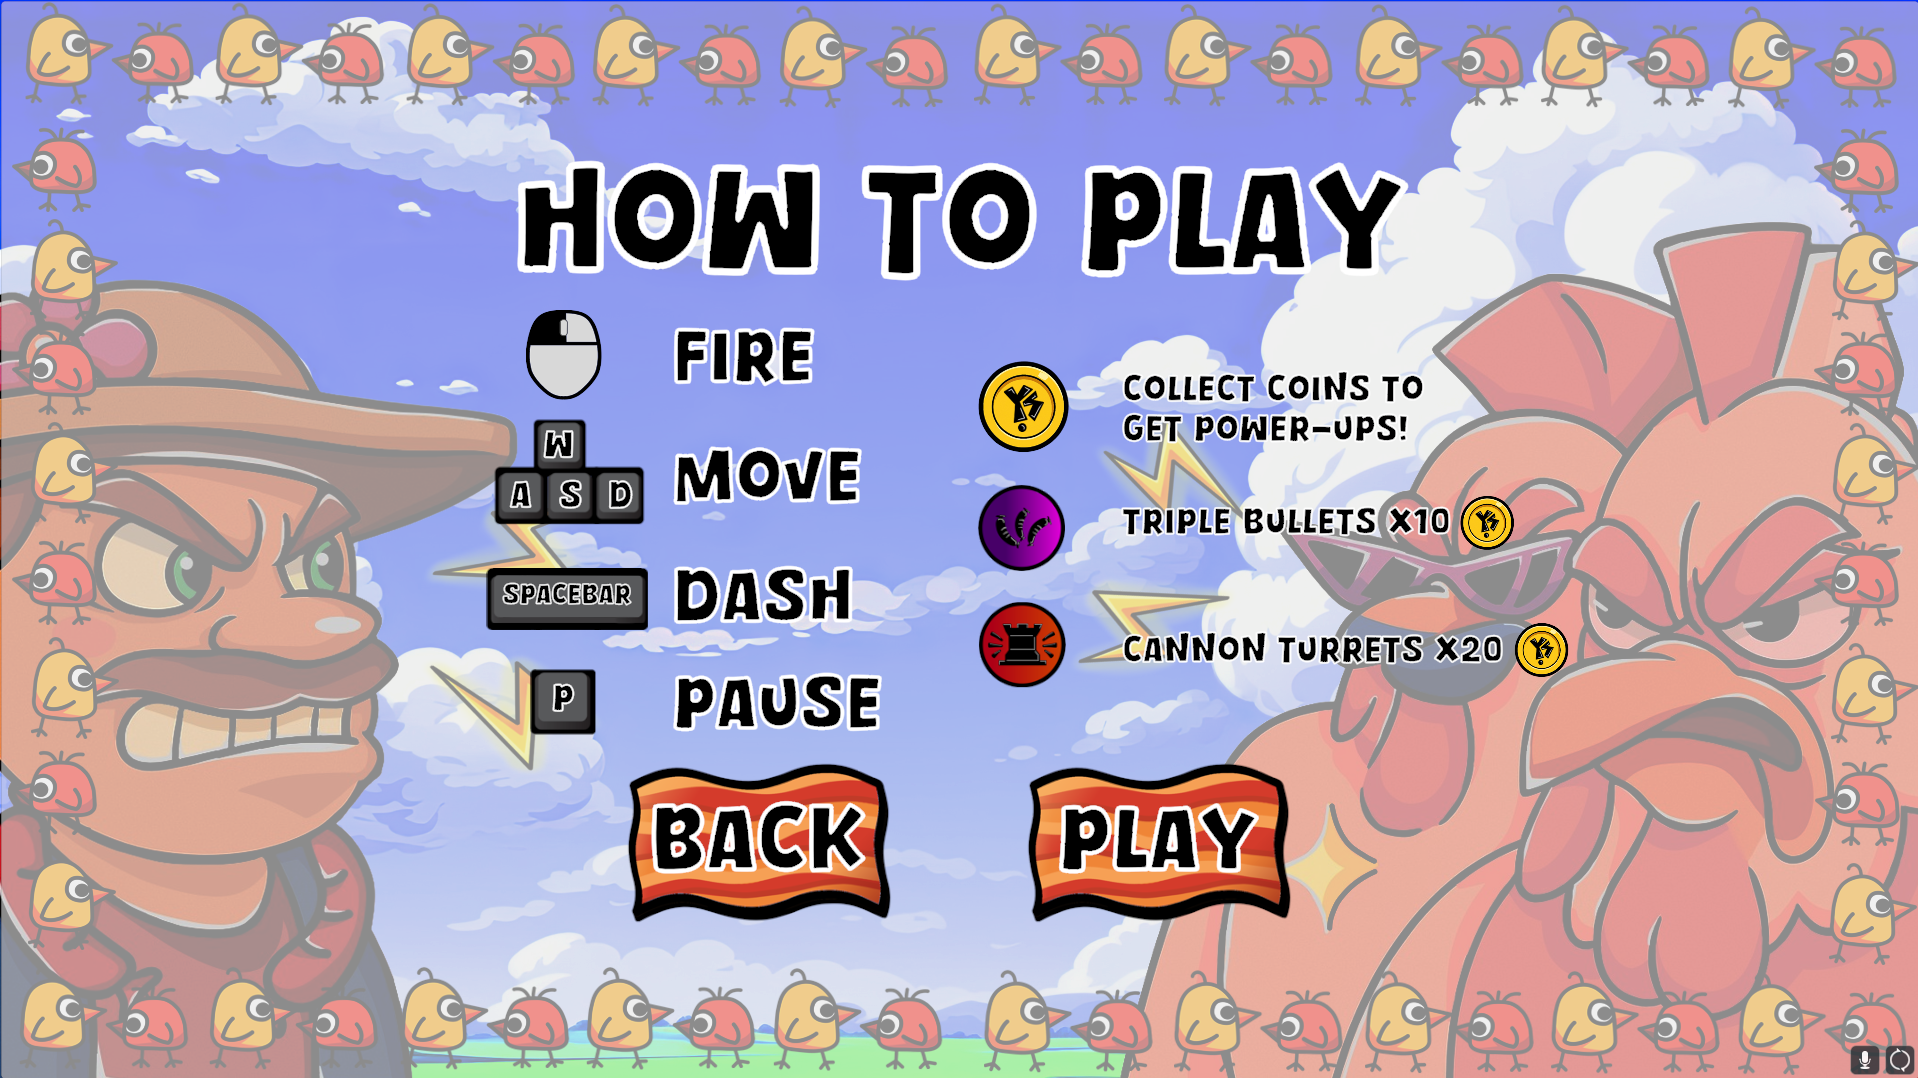 HOW TO PLAY
FIRE
W
A S D
MOVE
SPACEBAR
DASH
P
PAUSE
COLLECT COINS TO
GET POWER-UPS!
TRIPLE BULLETS X10
CANNON TURRETS X20
BACK
PLAY